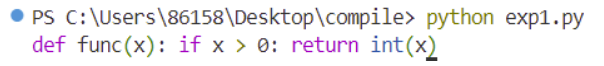 PS C:\Users\86158\Desktop\compile> python exp1.py
def func(x): if x > 0: return int(x)